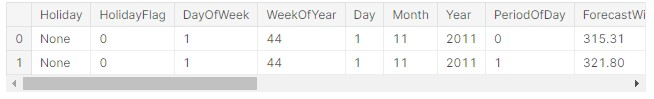 Holiday HolidayFlag DayOfWeek WeekOfYear Day Month Year PeriodOfDay ForecastWi
0 None 0 1 44 1 11 2011 0 315.31
1 None 0 1 44 1 11 2011 1 321.80